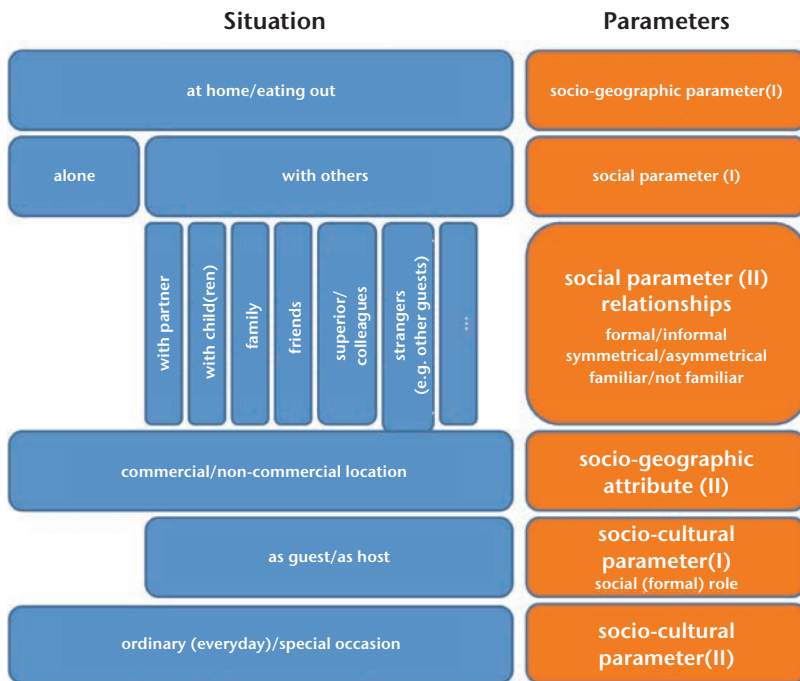 Situation
Parameters
at home/eating out
socio-geographic parameter(I)
alone
with others
social parameter (I)
with partner
with child(ren)
family
friends
superior/
colleagues
strangers
(e.g. other guests)
...
social parameter (II)
relationships
formal/informal
symmetrical/asymmetrical
familiar/not familiar
commercial/non-commercial location
socio-geographic
attribute (II)
as guest/as host
socio-cultural
parameter(I)
social (formal) role
ordinary (everyday)/special occasion
socio-cultural
parameter(II)